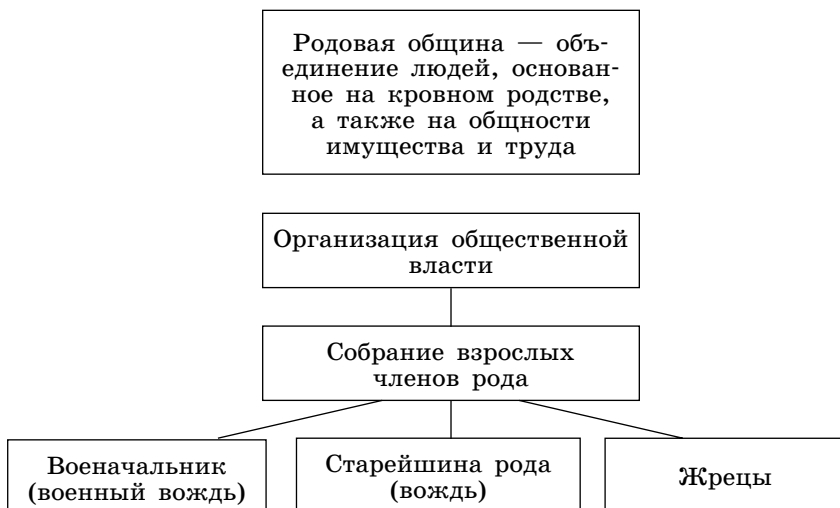 Родовая община — объ-
единение людей, основан-
ное на кровном родстве,
а также на общности
имущества и труда
Организация общественной
власти
Собрание взрослых
членов рода
Военачальник
(военный вождь)
Старейшина рода
(вождь)
Жрецы